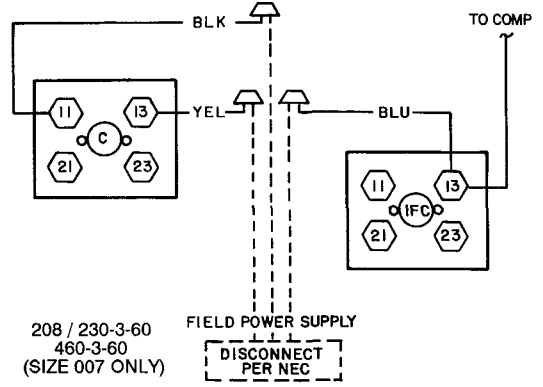 BLK
TO COMP
11
13
YEL
BLU
C
21
23
11
13
IFC
21
23
FIELD POWER SUPPLY
208 / 230-3-60
460-3-60
(SIZE 007 ONLY)
DISCONNECT
PER NEC